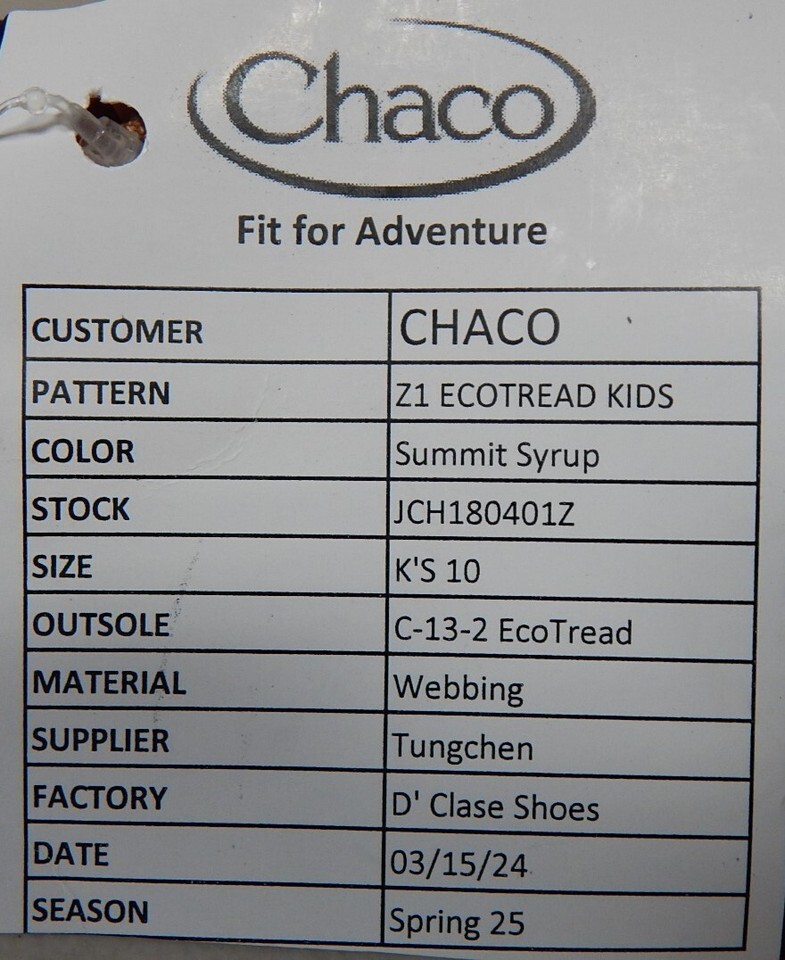 Chaco
Fit for Adventure
CUSTOMER CHACO
PATTERN Z1 ECOTREAD KIDS
COLOR Summit Syrup
STOCK JCH180401Z
SIZE K'S 10
OUTSOLE C-13-2 EcoTread
MATERIAL Webbing
SUPPLIER Tungchen
FACTORY D' Clase Shoes
DATE 03/15/24
SEASON Spring 25